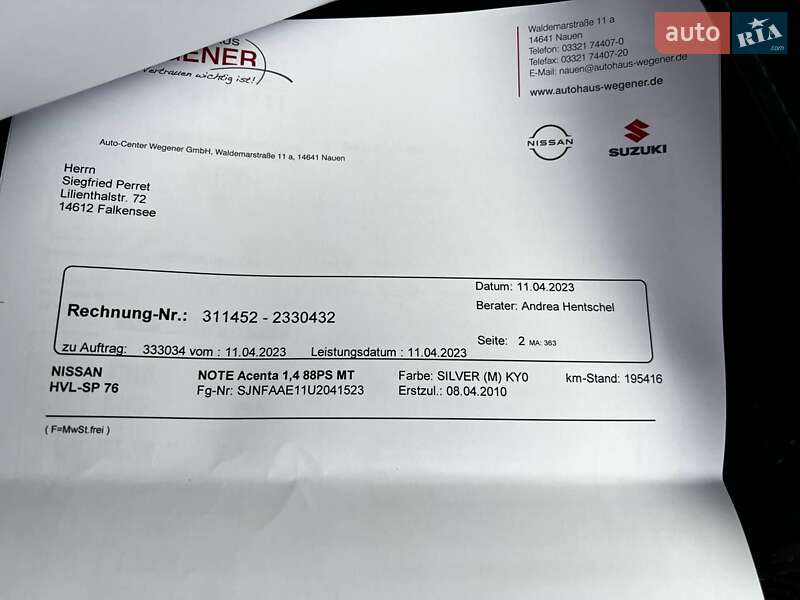 auto RIA .com
US
GENER
Vertrauen wichtig ist!
Waldemarstraße 11 a
14641 Nauen
Telefon: 03321 74407-0
Telefax: 03321 74407-20
E-Mail: nauen@autohaus-wegener.de
www.autohaus-wegener.de
NISSAN
SUZUKI
Auto-Center Wegener GmbH, Waldemarstraße 11 a, 14641 Nauen
Herrn
Siegfried Perret
Lilienthalstr. 72
14612 Falkensee
Datum: 11.04.2023
Rechnung-Nr.: 311452 - 2330432
Berater: Andrea Hentschel
Seite: 2 MA: 363
zu Auftrag: 333034 vom : 11.04.2023 Leistungsdatum : 11.04.2023
NISSAN NOTE Acenta 1,4 88PS MT Farbe: SILVER (M) KY0 km-Stand: 195416
HVL-SP 76 Fg-Nr: SJNFAAE11U2041523 Erstzul.: 08.04.2010
( F=MwSt.frei )